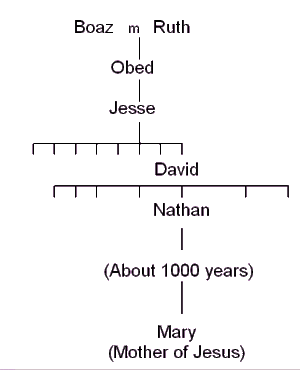 Boaz m Ruth
Obed
Jesse
David
Nathan
(About 1000 years)
Mary
(Mother of Jesus)